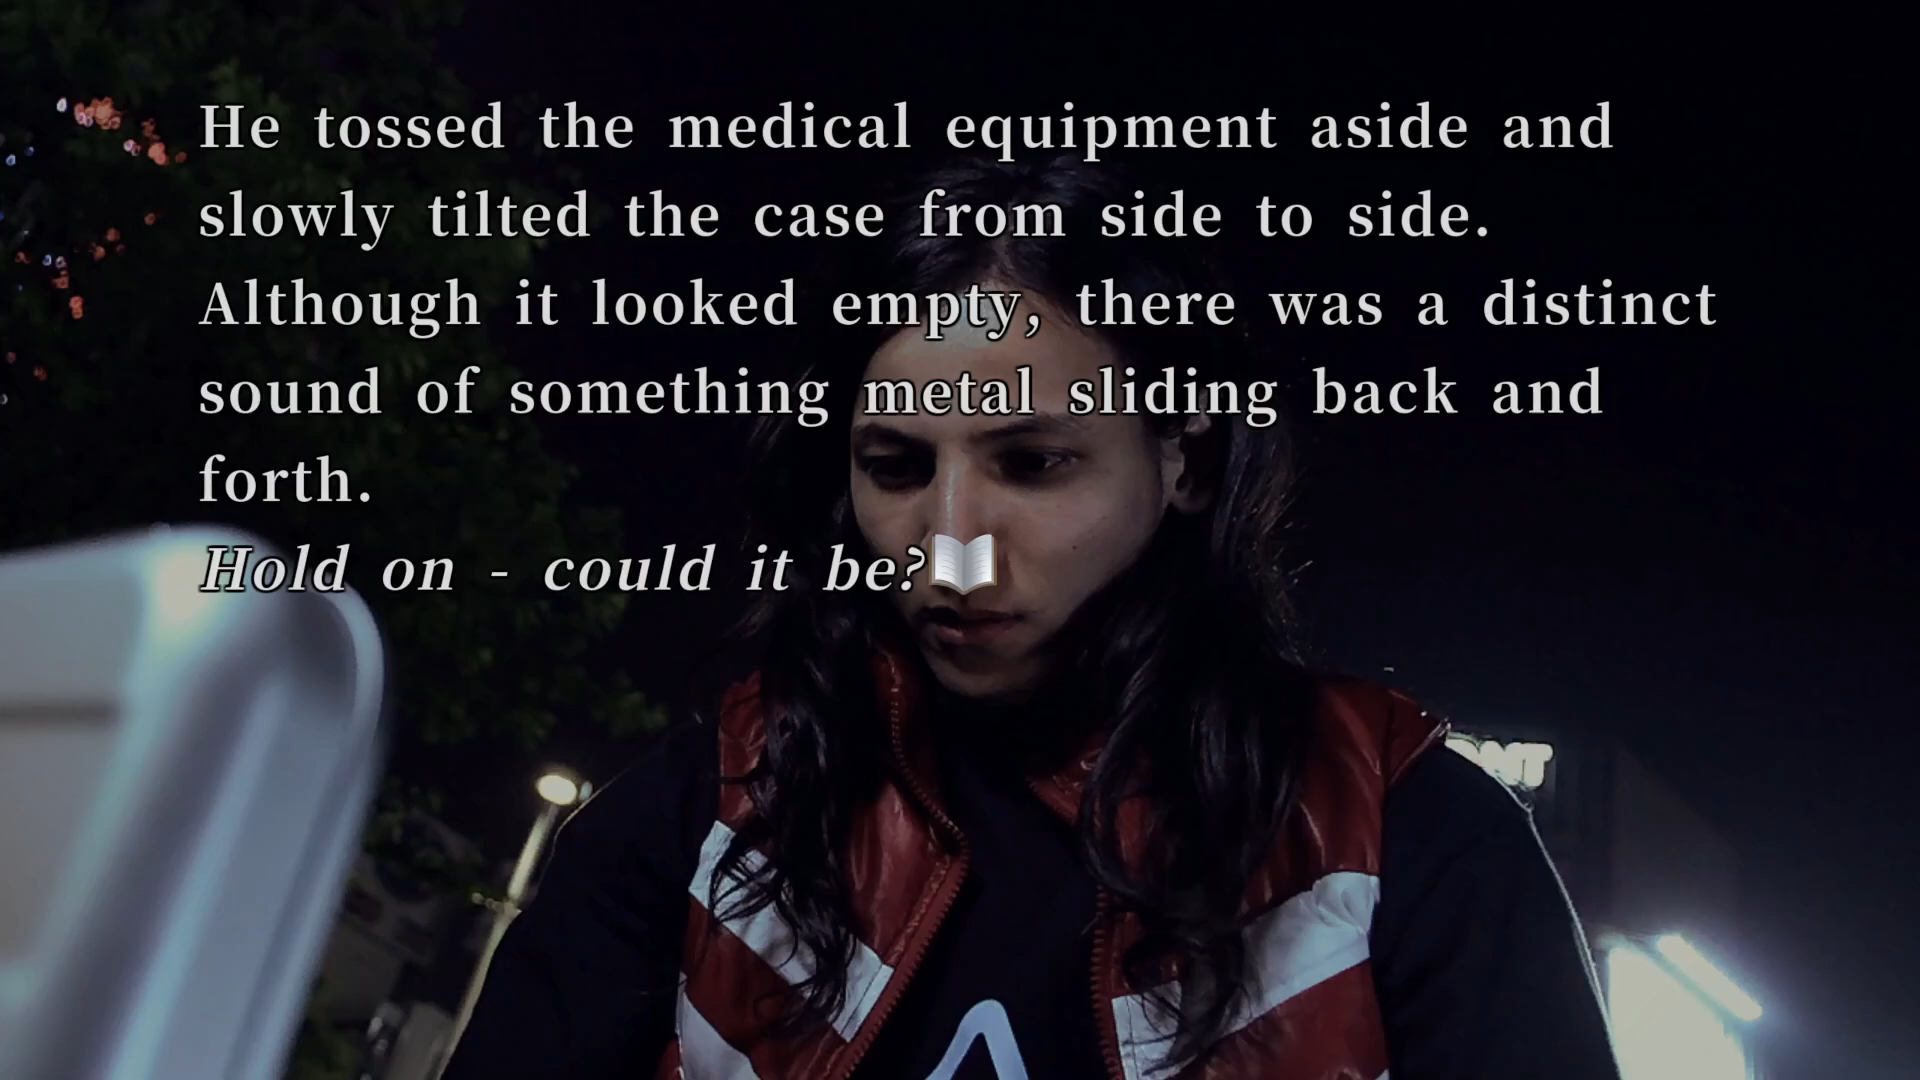 He tossed the medical equipment aside and
slowly tilted the case from side to side.
Although it looked empty, there was a distinct
sound of something metal sliding back and
forth.
Hold on - could it be?